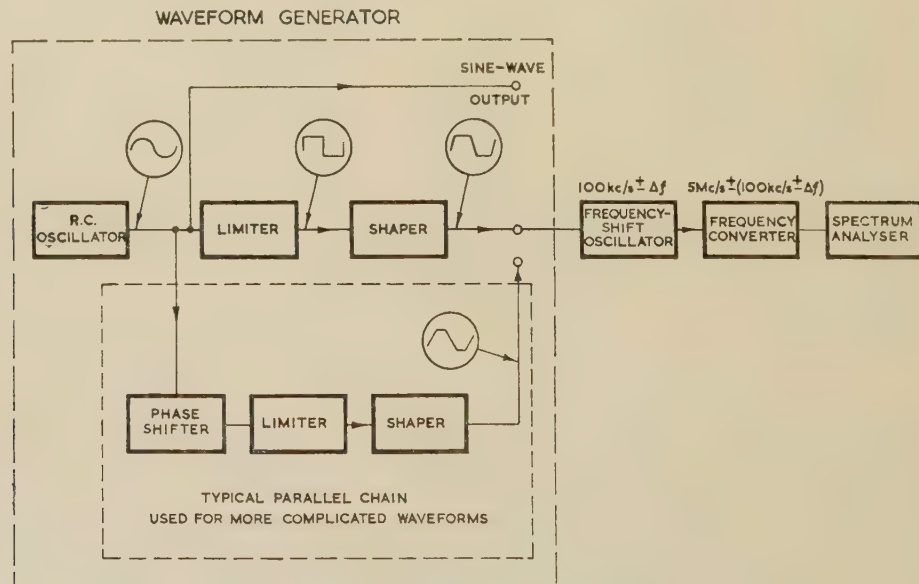 WAVEFORM GENERATOR
SINE-WAVE
OUTPUT
R.C.
OSCILLATOR
LIMITER
SHAPER
100kc/s ± Δf
FREQUENCY-
SHIFT
OSCILLATOR
5Mc/s ± (100kc/s ± Δf)
FREQUENCY
CONVERTER
SPECTRUM
ANALYSER
PHASE
SHIFTER
LIMITER
SHAPER
TYPICAL PARALLEL CHAIN
USED FOR MORE COMPLICATED WAVEFORMS